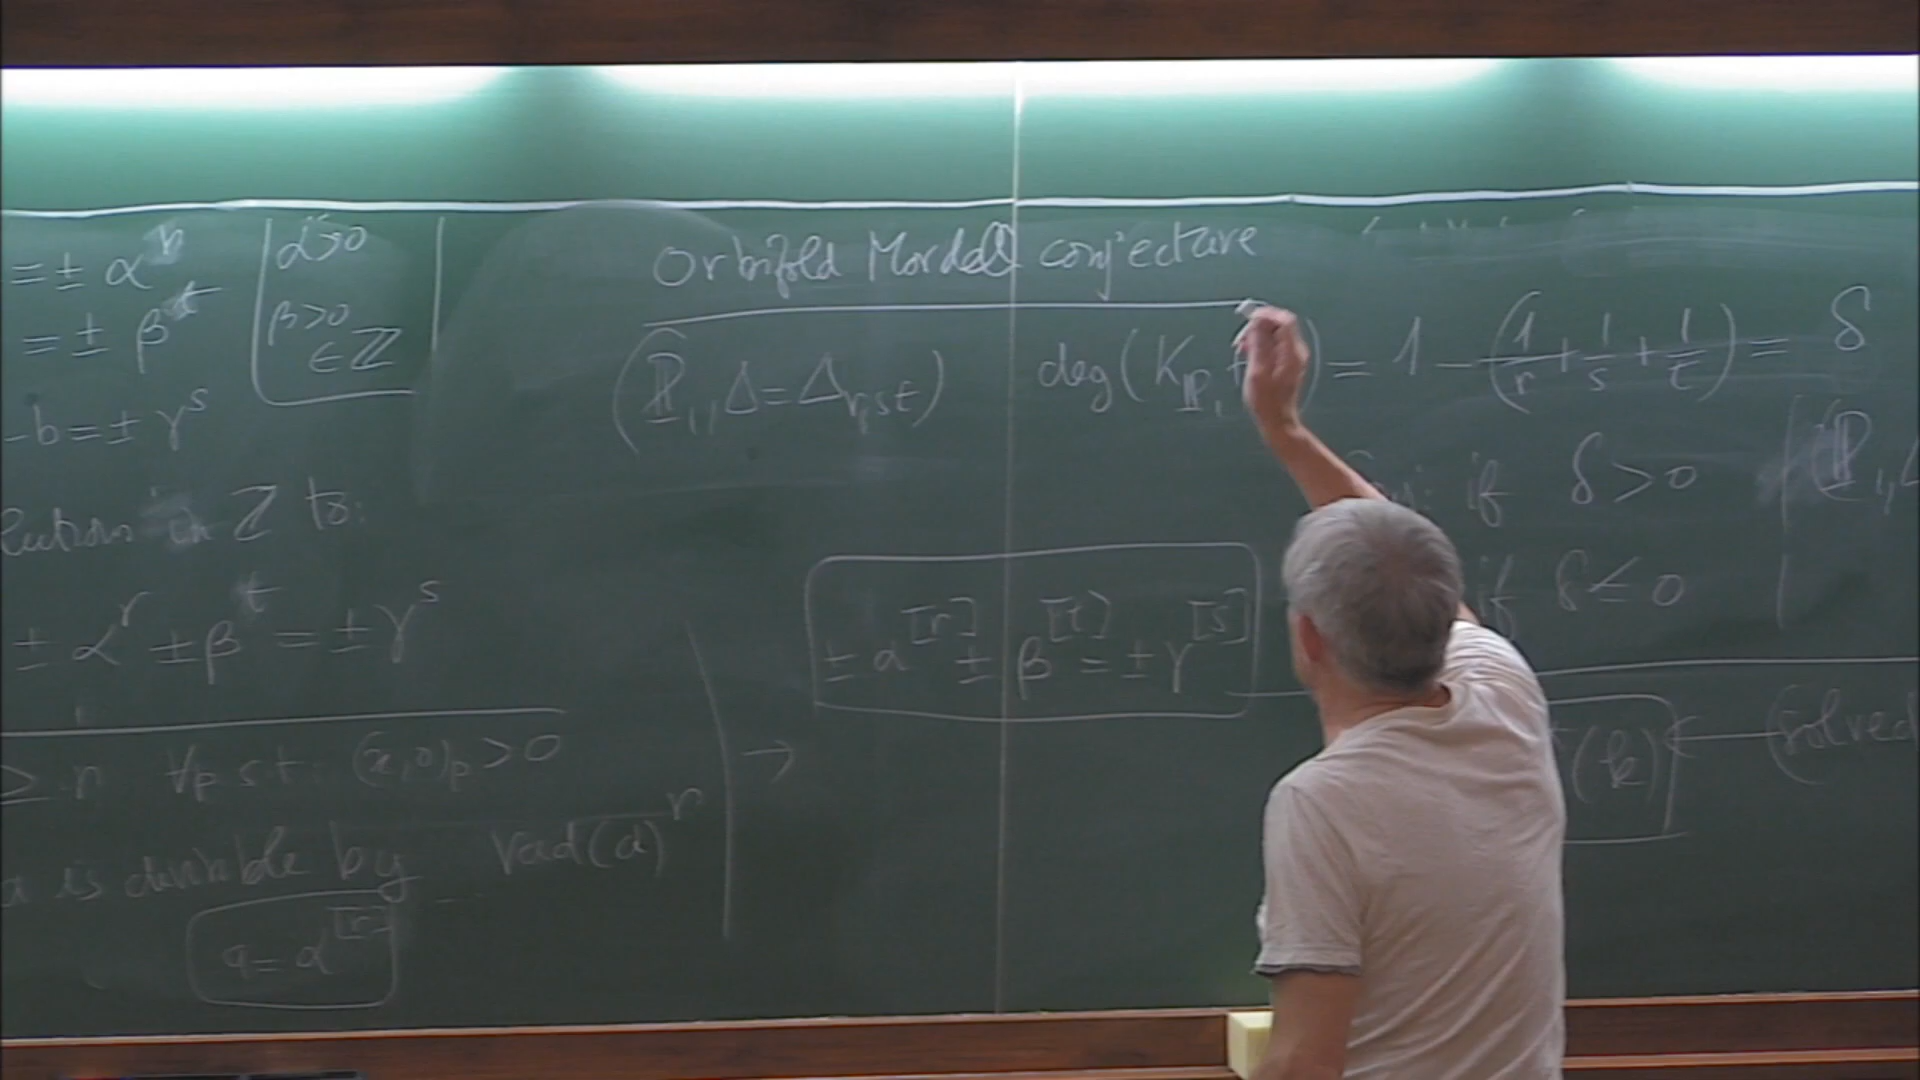 = ± α^r
= ± β^t
α>0
β>0
∈ ℤ
-b = ± γ^s
in ℤ to:
± α^r ± β^t = ± γ^s
≥ n ∀p s.t. (x,0)_p > 0
a is divisible by rad(a)^r
a = α^[r]
Orbifold Mordell conjecture
(ℙ_1, Δ = Δ_r,s,t) deg(K_ℙ_1 + ) = 1 - (1/r + 1/s + 1/t) = δ
if δ > 0 (ℙ_1, Δ
if δ ≤ 0
→ ± α^[r] ± β^[t] = ± γ^[s]
(k) ← (Solved